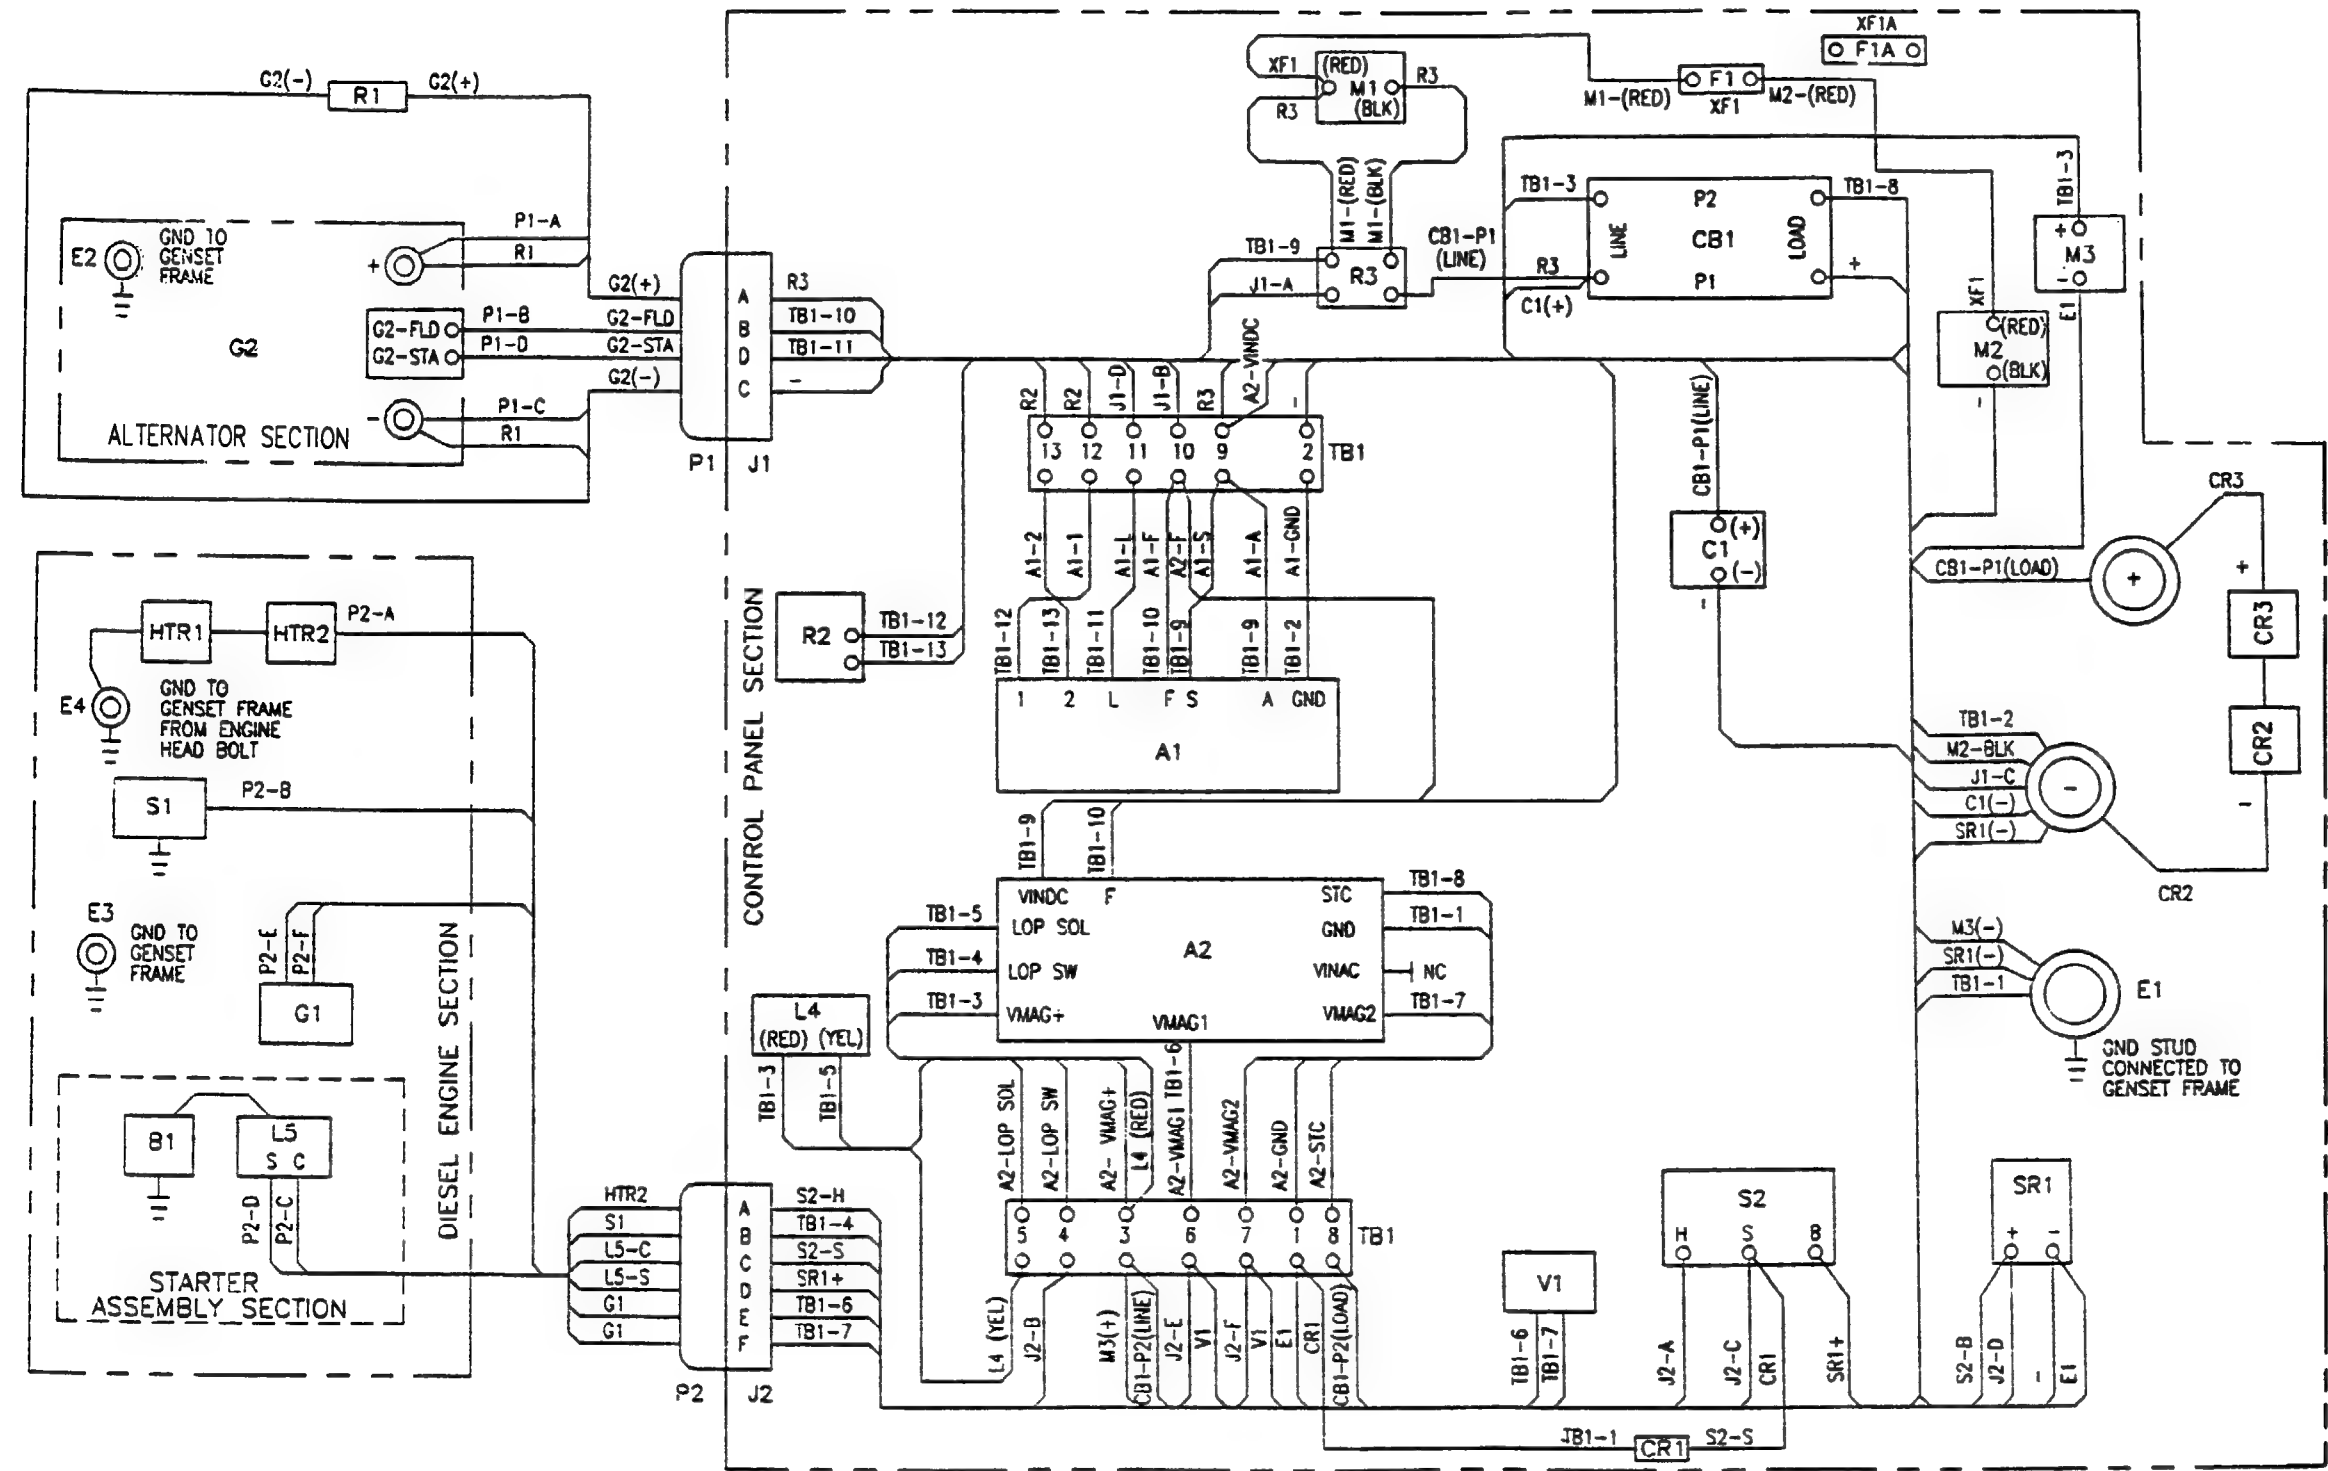 XF1A
F1A
G2(-)
R1
G2(+)
XF1
(RED)
M1
(BLK)
R3
R3
M1-(RED)
F1
XF1
M2-(RED)
P1-A
R1
E2
GND TO
GENSET
FRAME
+
G2-FLD
G2-STA
P1-B
P1-D
G2
-
P1-C
R1
ALTERNATOR SECTION
G2(+)
G2-FLD
G2-STA
G2(-)
A
B
D
C
R3
TB1-10
TB1-11
-
P1
J1
M1-(RED)
M1-(BLK)
TB1-9
J1-A
R3
CB1-P1
(LINE)
TB1-3
R3
C1(+)
LINE
P2
CB1
P1
LOAD
TB1-8
+
TB1-3
+
M3
-
E1
XF1
(RED)
M2
(BLK)
-
R2
R2
J1-D
J1-B
R3
A2-VINDC
-
13
12
11
10
9
2
TB1
A1-2
A1-1
A1-L
A1-F
A2-F
A1-S
A1-A
A1-GND
TB1-12
TB1-13
TB1-11
TB1-10
TB1-9
TB1-9
TB1-2
1
2
L
F
S
A
GND
A1
R2
TB1-12
TB1-13
CONTROL PANEL SECTION
CB1-P1(LINE)
(+)
C1
(-)
-
CB1-P1(LOAD)
+
CR3
+
CR3
CR2
-
CR2
TB1-2
M2-BLK
J1-C
C1(-)
SR1(-)
-
M3(-)
SR1(-)
TB1-1
E1
GND STUD
CONNECTED TO
GENSET FRAME
HTR1
HTR2
P2-A
E4
GND TO
GENSET FRAME
FROM ENGINE
HEAD BOLT
S1
P2-B
E3
GND TO
GENSET
FRAME
P2-E
P2-F
G1
DIESEL ENGINE SECTION
B1
L5
S C
P2-D
P2-C
STARTER
ASSEMBLY SECTION
TB1-9
TB1-10
VINDC
F
STC
LOP SOL
GND
A2
LOP SW
VINAC
NC
VMAG+
VMAG1
VMAG2
TB1-5
TB1-4
TB1-3
TB1-8
TB1-1
TB1-7
TB1-6
L4
(RED) (YEL)
TB1-3
TB1-5
A2-LOP SOL
A2-LOP SW
A2- VMAG+
L4 (RED)
A2-VMAG1
A2-VMAG2
A2-GND
A2-STC
5
4
3
6
7
1
8
TB1
L4 (YEL)
J2-B
M3(+)
CB1-P2(LINE)
J2-E
V1
J2-F
V1
E1
CR1
CB1-P2(LOAD)
HTR2
S1
L5-C
L5-S
G1
G1
A
B
C
D
E
F
S2-H
TB1-4
S2-S
SR1+
TB1-6
TB1-7
P2
J2
V1
TB1-6
TB1-7
S2
H
S
B
J2-A
J2-C
CR1
SR1+
SR1
+
-
S2-B
J2-D
-
E1
TB1-1
CR1
S2-S